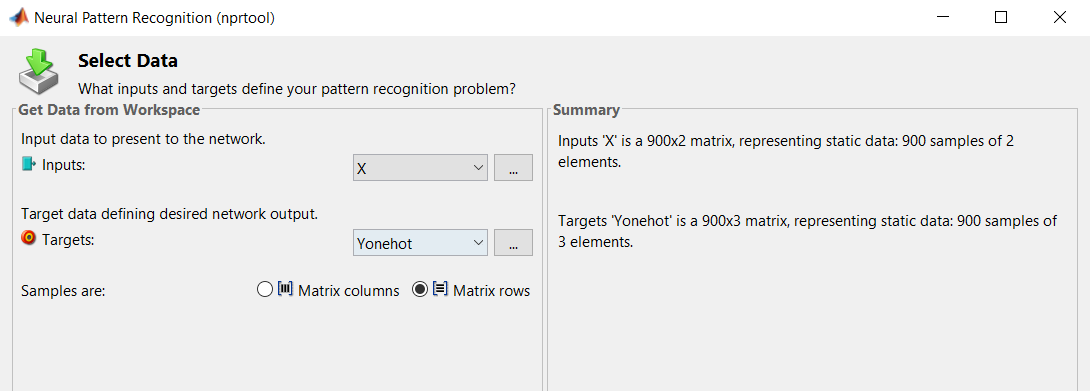 Neural Pattern Recognition (nprtool)
Select Data
What inputs and targets define your pattern recognition problem?
Get Data from Workspace
Input data to present to the network.
Inputs:
X
...
Target data defining desired network output.
Targets:
Yonehot
...
Samples are:
Matrix columns
Matrix rows
Summary
Inputs 'X' is a 900x2 matrix, representing static data: 900 samples of 2
elements.
Targets 'Yonehot' is a 900x3 matrix, representing static data: 900 samples of
3 elements.